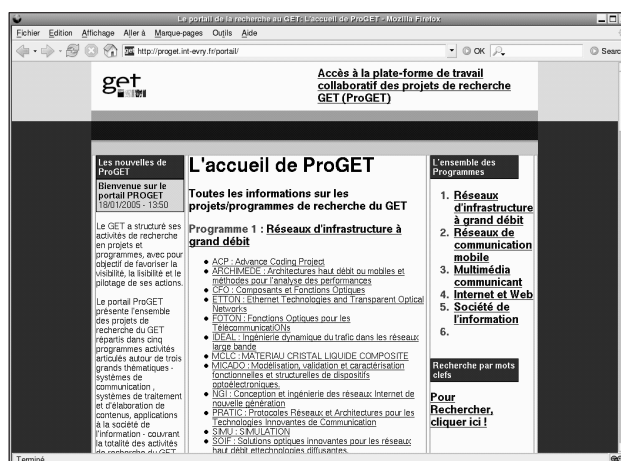 Le portail de la recherche au GET: L'accueil de ProGET - Mozilla Firefox
Fichier Edition Affichage Aller à Marque-pages Outils Aide
http://proget.int-evry.fr/portail/
OK
Searc
get
Accès à la plate-forme de travail
collaboratif des projets de recherche
GET (ProGET)
Les nouvelles de
ProGET
Bienvenue sur le
portail PROGET
18/01/2005 - 13:50
Le GET a structuré ses
activités de recherche
en projets et
programmes, avec pour
objectif de favoriser la
visibilité, la lisibilité et le
pilotage de ses actions.
Le portail ProGET
présente l'ensemble
des projets de
recherche du GET
répartis dans cinq
programmes activités
articulés autour de trois
grands thématiques -
systèmes de
communication ,
systèmes de traitement
et d'élaboration de
contenus, applications
à la société de
l'information - couvrant
la totalité des activités
de recherche du GET
L'accueil de ProGET
Toutes les informations sur les
projets/programmes de recherche du GET
Programme 1 : Réseaux d'infrastructure à
grand débit
ACP : Advance Coding Project
ARCHIMEDE : Architectures haut débit ou mobiles et
méthodes pour l'analyse des performances
CFO : Composants et Fonctions Optiques
ETTON : Ethernet Technologies and Transparent Optical
Networks
FOTON : Fonctions Optiques pour les
TélécommunicatiONs
IDEAL : Ingénierie dynamique du trafic dans les réseaux
large bande
MCLC : MATERIAU CRISTAL LIQUIDE COMPOSITE
MICADO : Modélisation, validation et caractérisation
fonctionnelles et structurelles de dispositifs
optoélectroniques.
NGI : Conception et ingénierie des réseaux Internet de
nouvelle génération
PRATIC : Protocoles Réseaux et Architectures pour les
Technologies Innovantes de Communication
SIMU : SIMULATION
SOIF : Solutions optiques innovantes pour les réseaux
haut débit ettechnologies diffusantes.
L'ensemble des
Programmes
1. Réseaux
d'infrastructure
à grand débit
2. Réseaux de
communication
mobile
3. Multimédia
communicant
4. Internet et Web
5. Société de
l'information
6.
Recherche par mots
clefs
Pour
Rechercher,
cliquer ici !
Terminé